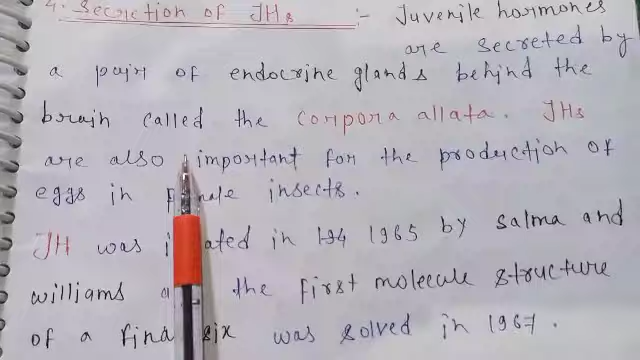 4. Secretion of JHs :- Juvenile hormones
are secreted by
a pair of endocrine glands behind the
brain called the corpora allata. JHs
are also important for the production of
eggs in insects.
JH was in 1965 by Salma and
williams the first molecule structure
of a six was solved in 1967.